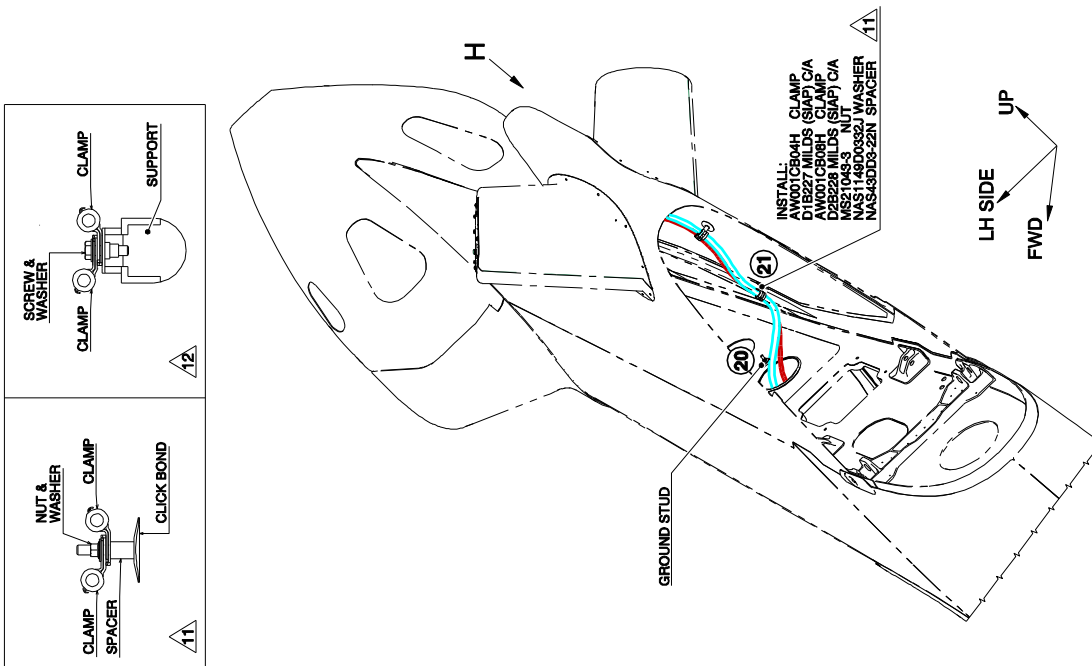 CLAMP
SPACER
NUT &
WASHER
CLAMP
CLICK BOND
11
CLAMP
SCREW &
WASHER
CLAMP
SUPPORT
12
H
INSTALL:
AW001CB04H CLAMP
D1B227 MILDS (SIAP) C/A
AW001CB08H CLAMP
D2B228 MILDS (SIAP) C/A
MS21043-3 NUT
NAS1149D0332J WASHER
NAS43DD3-22N SPACER
11
21
20
GROUND STUD
UP
LH SIDE
FWD